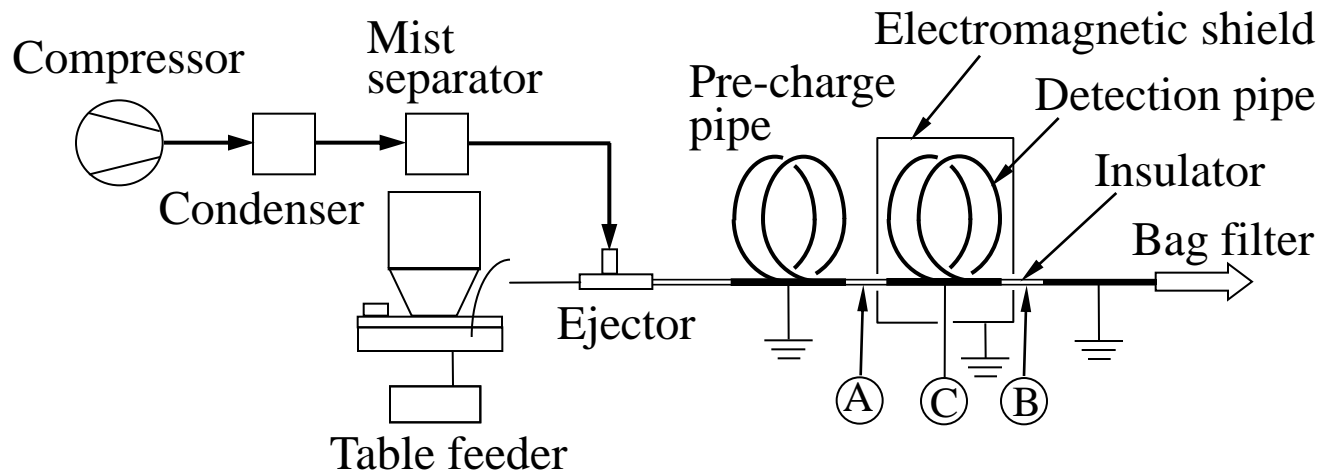 Electromagnetic shield
Mist
separator
Compressor
Pre-charge
pipe
Detection pipe
Insulator
Condenser
Bag filter
Ejector
A
C
B
Table feeder